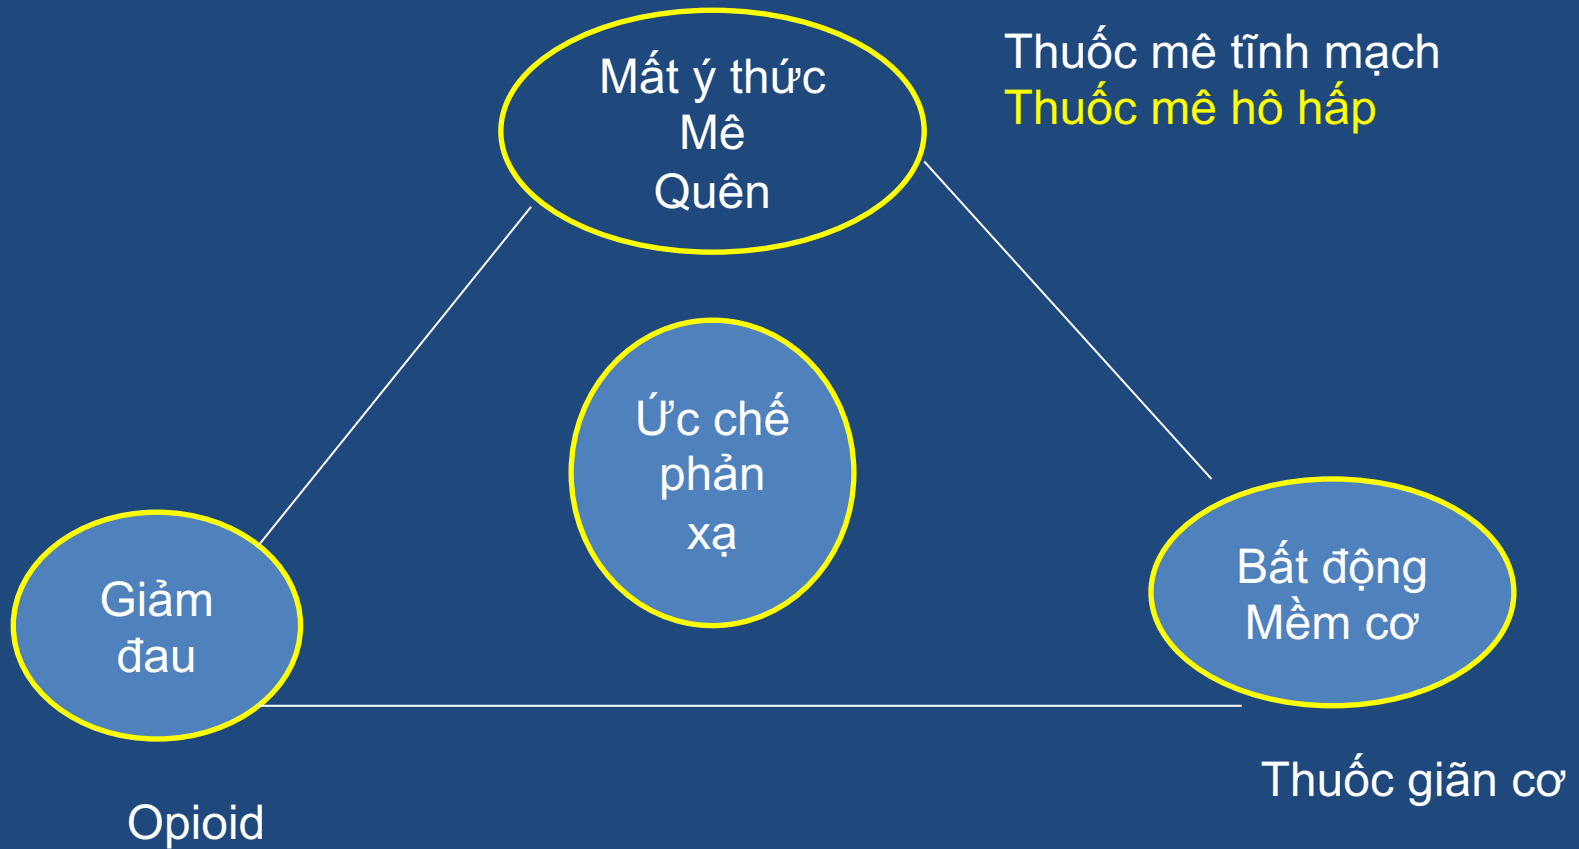 Mất ý thức
Mê
Quên
Thuốc mê tĩnh mạch
Thuốc mê hô hấp
Ức chế
phản
xạ
Giảm
đau
Bất động
Mềm cơ
Opioid
Thuốc giãn cơ